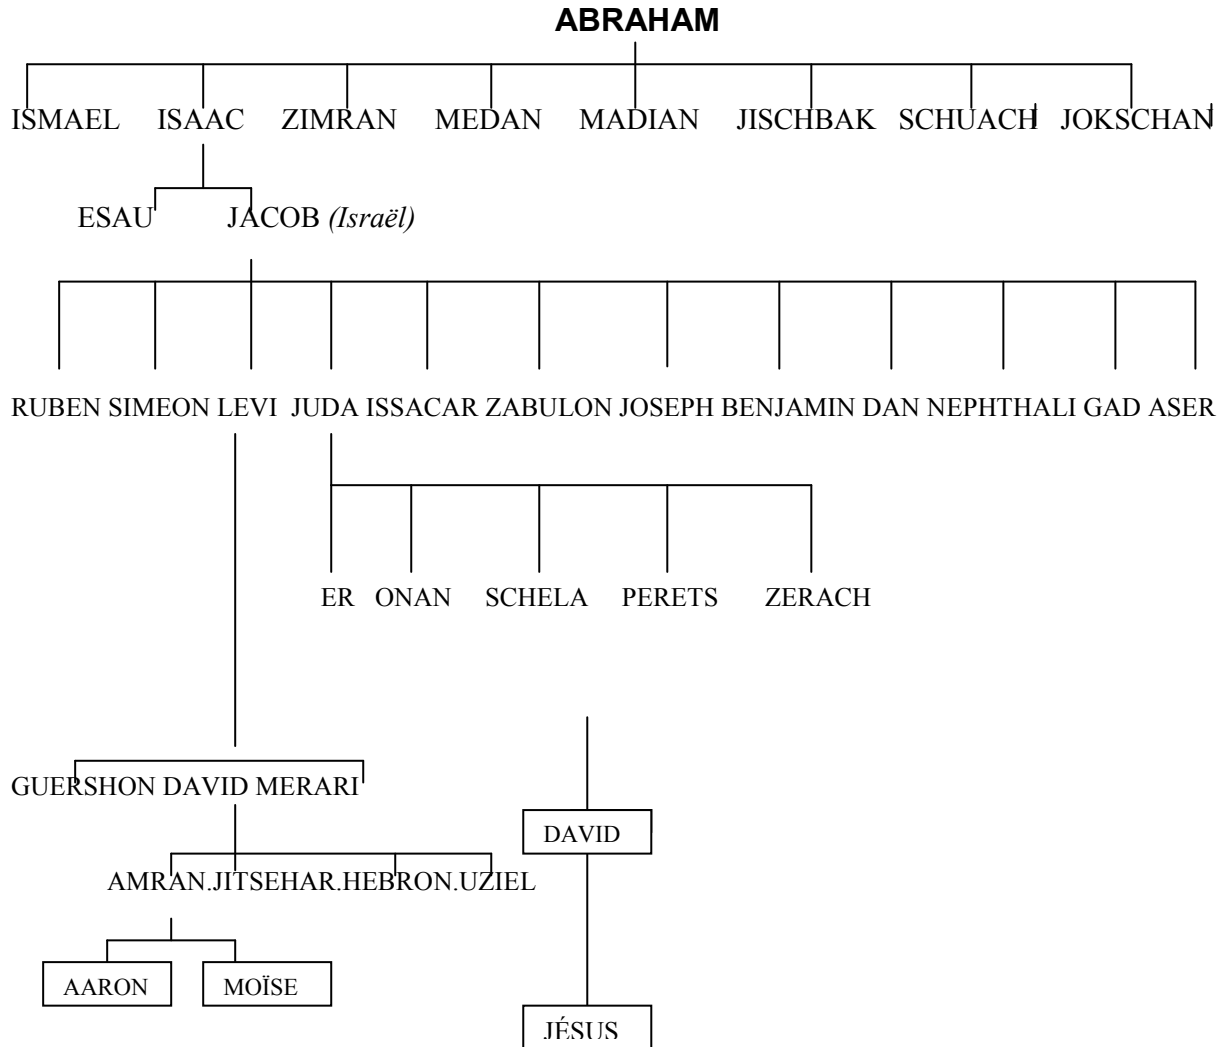 ABRAHAM
ISMAEL ISAAC ZIMRAN MEDAN MADIAN JISCHBAK SCHUACH JOKSCHAN
ESAU JACOB (Israël)
RUBEN SIMEON LEVI JUDA ISSACAR ZABULON JOSEPH BENJAMIN DAN NEPHTHALI GAD ASER
ER ONAN SCHELA PERETS ZERACH
GUERSHON DAVID MERARI
DAVID
AMRAN.JITSEHAR.HEBRON.UZIEL
AARON MOÏSE
JÉSUS